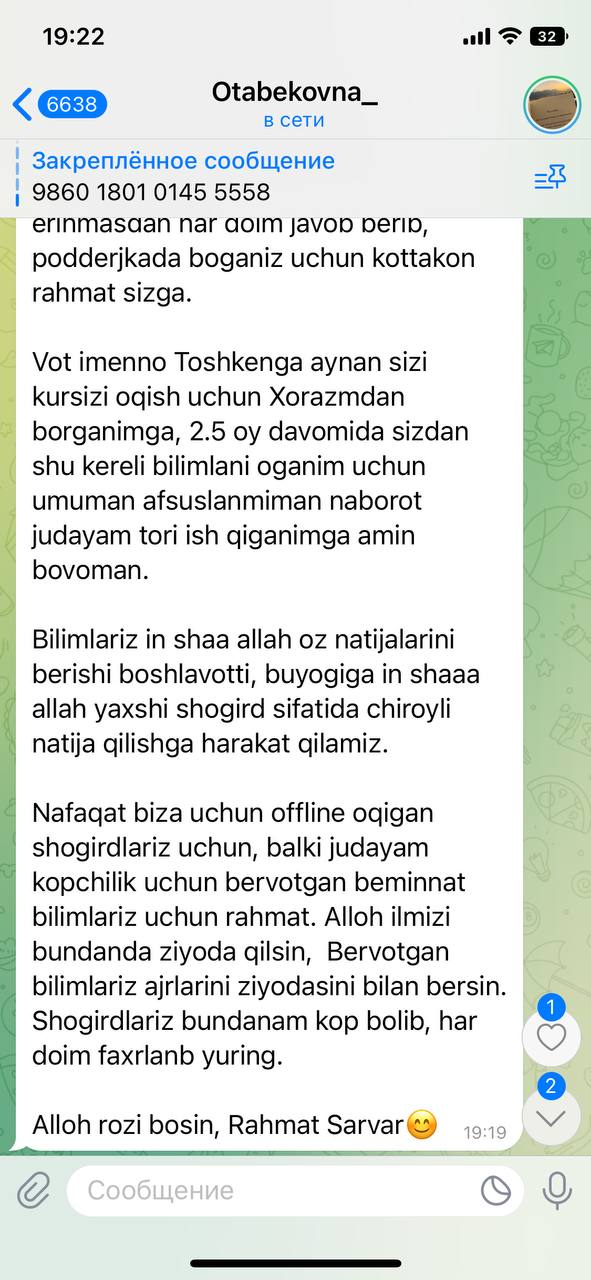 19:22
32
6638
Otabekovna_
в сети
Закреплённое сообщение
9860 1801 0145 5558
erinmasdan har doim javob berib,
podderjkada boganiz uchun kottakon
rahmat sizga.
Vot imenno Toshkenga aynan sizi
kursizi oqish uchun Xorazmdan
borganimga, 2.5 oy davomida sizdan
shu kereli bilimlani oganim uchun
umuman afsuslanmiman naborot
judayam tori ish qiganimga amin
bovoman.
Bilimlariz in shaa allah oz natijalarini
berishi boshlavotti, buyogiga in shaaa
allah yaxshi shogird sifatida chiroyli
natija qilishga harakat qilamiz.
Nafaqat biza uchun offline oqigan
shogirdlariz uchun, balki judayam
kopchilik uchun bervotgan beminnat
bilimlariz uchun rahmat. Alloh ilmizi
bundanda ziyoda qilsin,  Bervotgan
bilimlariz ajrlarini ziyodasini bilan bersin.
Shogirdlariz bundanam kop bolib, har
doim faxrlanb yuring.
Alloh rozi bosin, Rahmat Sarvar😊
19:19
1
2
Сообщение